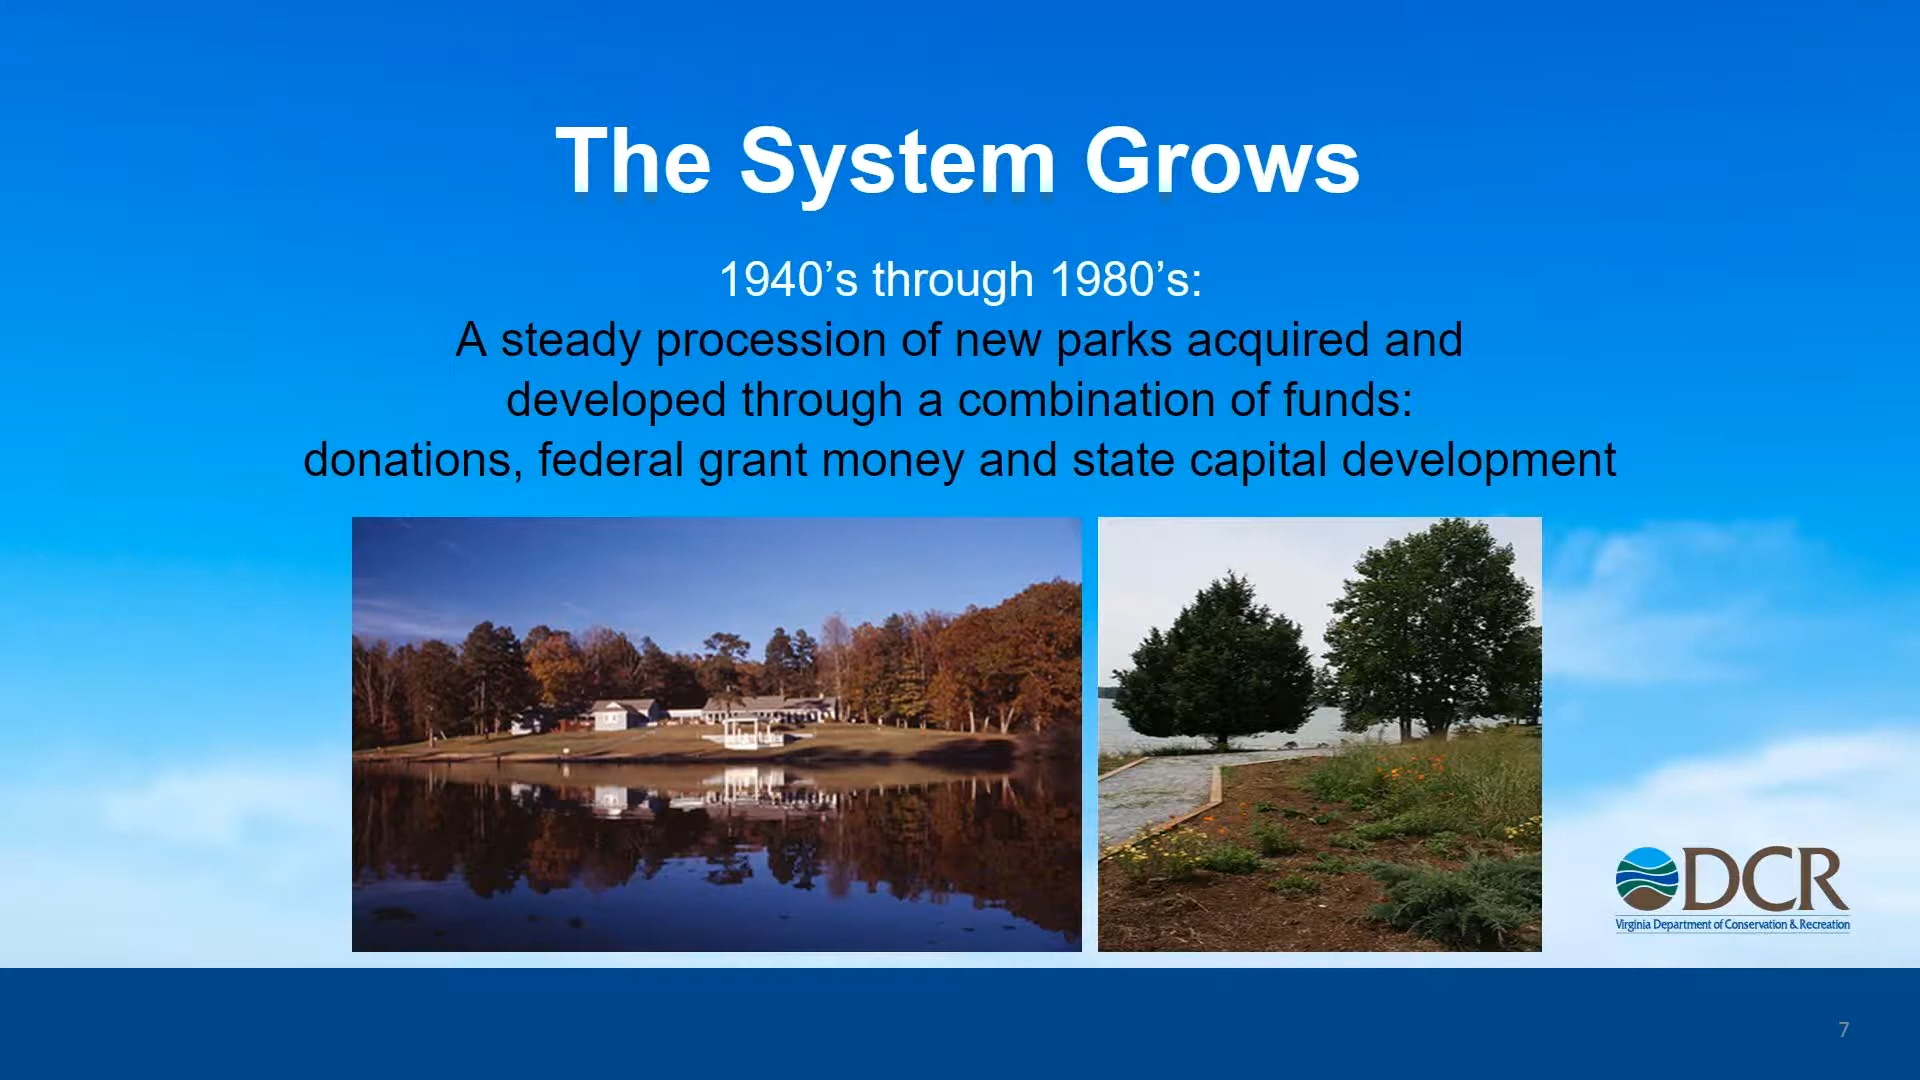 The System Grows
1940’s through 1980’s:
A steady procession of new parks acquired and
developed through a combination of funds:
donations, federal grant money and state capital development
DCR
Virginia Department of Conservation & Recreation
7